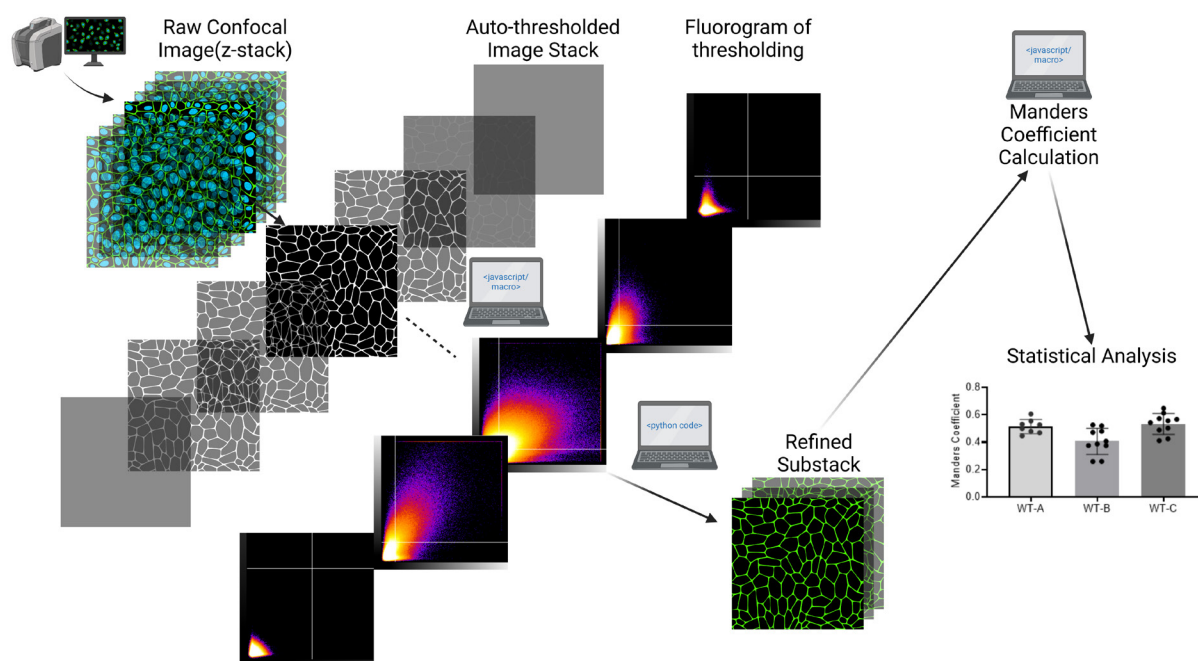 Raw Confocal
Image(z-stack)
Auto-thresholded
Image Stack
Fluorogram of
thresholding
<javascript/
macro>
Manders
Coefficient
Calculation
<javascript/
macro>
<python code>
Refined
Substack
Statistical Analysis
Manders Coefficient
0.8
0.6
0.4
0.2
0.0
WT-A
WT-B
WT-C